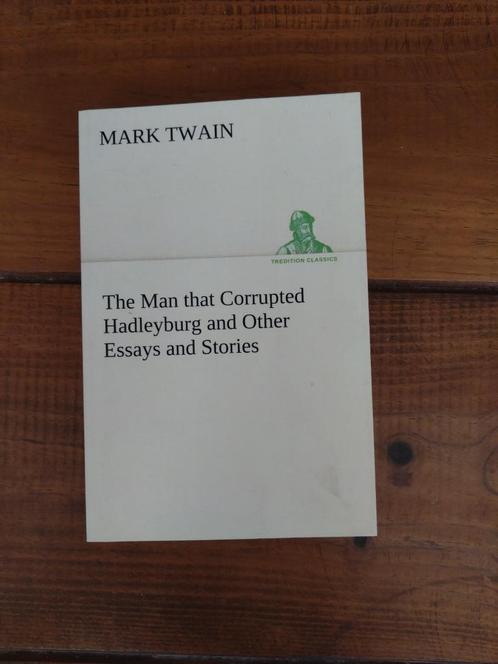 MARK TWAIN
TREDITION CLASSICS
The Man that Corrupted
Hadleyburg and Other
Essays and Stories